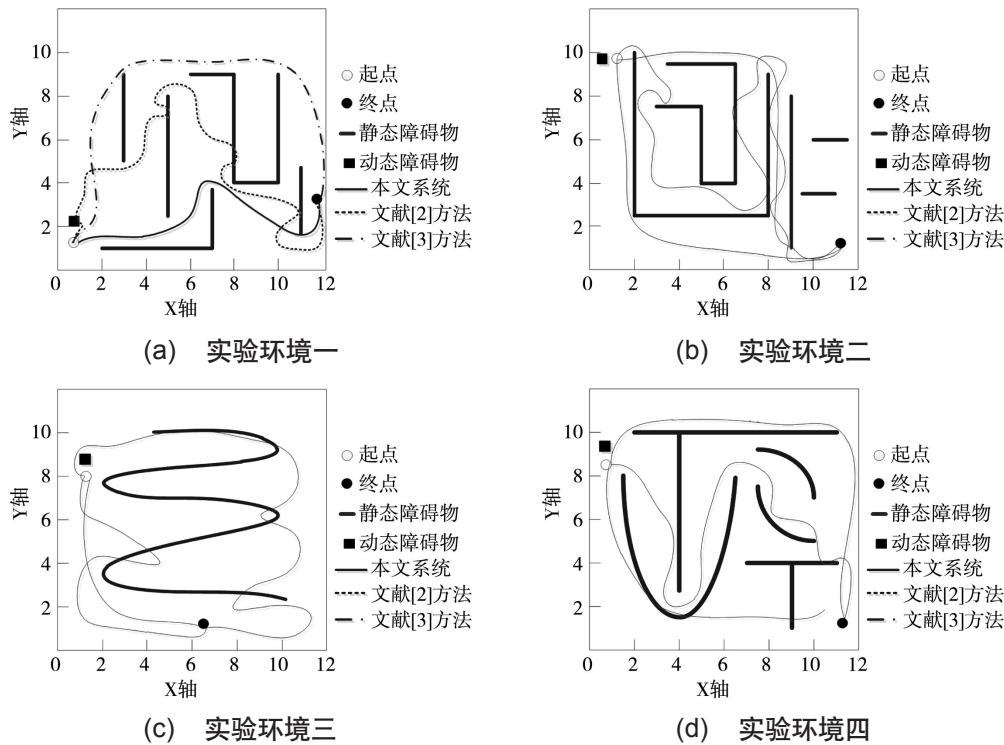 10
8
6
4
2
Y轴
0
2
4
6
8
10
12
X轴
起点
终点
静态障碍物
动态障碍物
本文系统
文献[2]方法
文献[3]方法
(a) 实验环境一
10
8
6
4
2
Y轴
0
2
4
6
8
10
12
X轴
起点
终点
静态障碍物
动态障碍物
本文系统
文献[2]方法
文献[3]方法
(b) 实验环境二
10
8
6
4
2
Y轴
0
2
4
6
8
10
12
X轴
起点
终点
静态障碍物
动态障碍物
本文系统
文献[2]方法
文献[3]方法
(c) 实验环境三
10
8
6
4
2
Y轴
0
2
4
6
8
10
12
X轴
起点
终点
静态障碍物
动态障碍物
本文系统
文献[2]方法
文献[3]方法
(d) 实验环境四